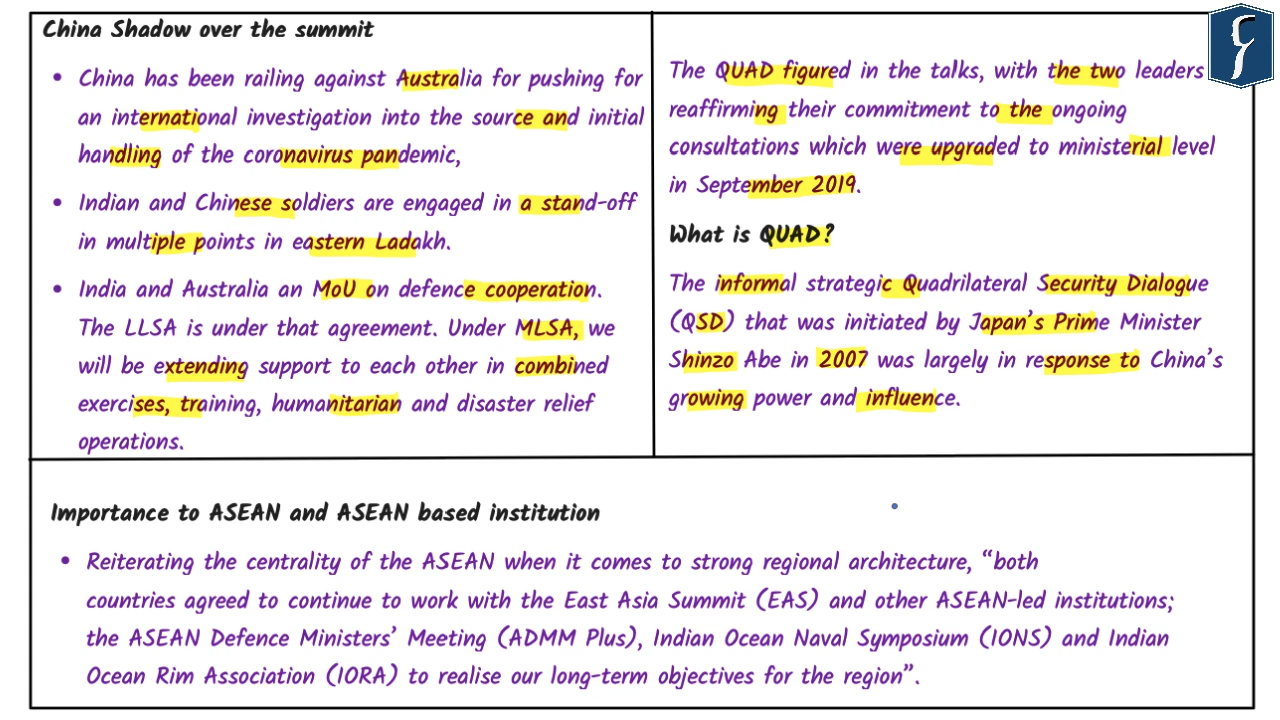 China Shadow over the summit
• China has been railing against Australia for pushing for
an international investigation into the source and initial
handling of the coronavirus pandemic,
• Indian and Chinese soldiers are engaged in a stand-off
in multiple points in eastern Ladakh.
• India and Australia an MoU on defence cooperation.
The LLSA is under that agreement. Under MLSA, we
will be extending support to each other in combined
exercises, training, humanitarian and disaster relief
operations.
The QUAD figured in the talks, with the two leaders
reaffirming their commitment to the ongoing
consultations which were upgraded to ministerial level
in September 2019.
What is QUAD?
The informal strategic Quadrilateral Security Dialogue
(QSD) that was initiated by Japan's Prime Minister
Shinzo Abe in 2007 was largely in response to China's
growing power and influence.
Importance to ASEAN and ASEAN based institution
• Reiterating the centrality of the ASEAN when it comes to strong regional architecture, “both
countries agreed to continue to work with the East Asia Summit (EAS) and other ASEAN-led institutions;
the ASEAN Defence Ministers' Meeting (ADMM Plus), Indian Ocean Naval Symposium (IONS) and Indian
Ocean Rim Association (IORA) to realise our long-term objectives for the region”.